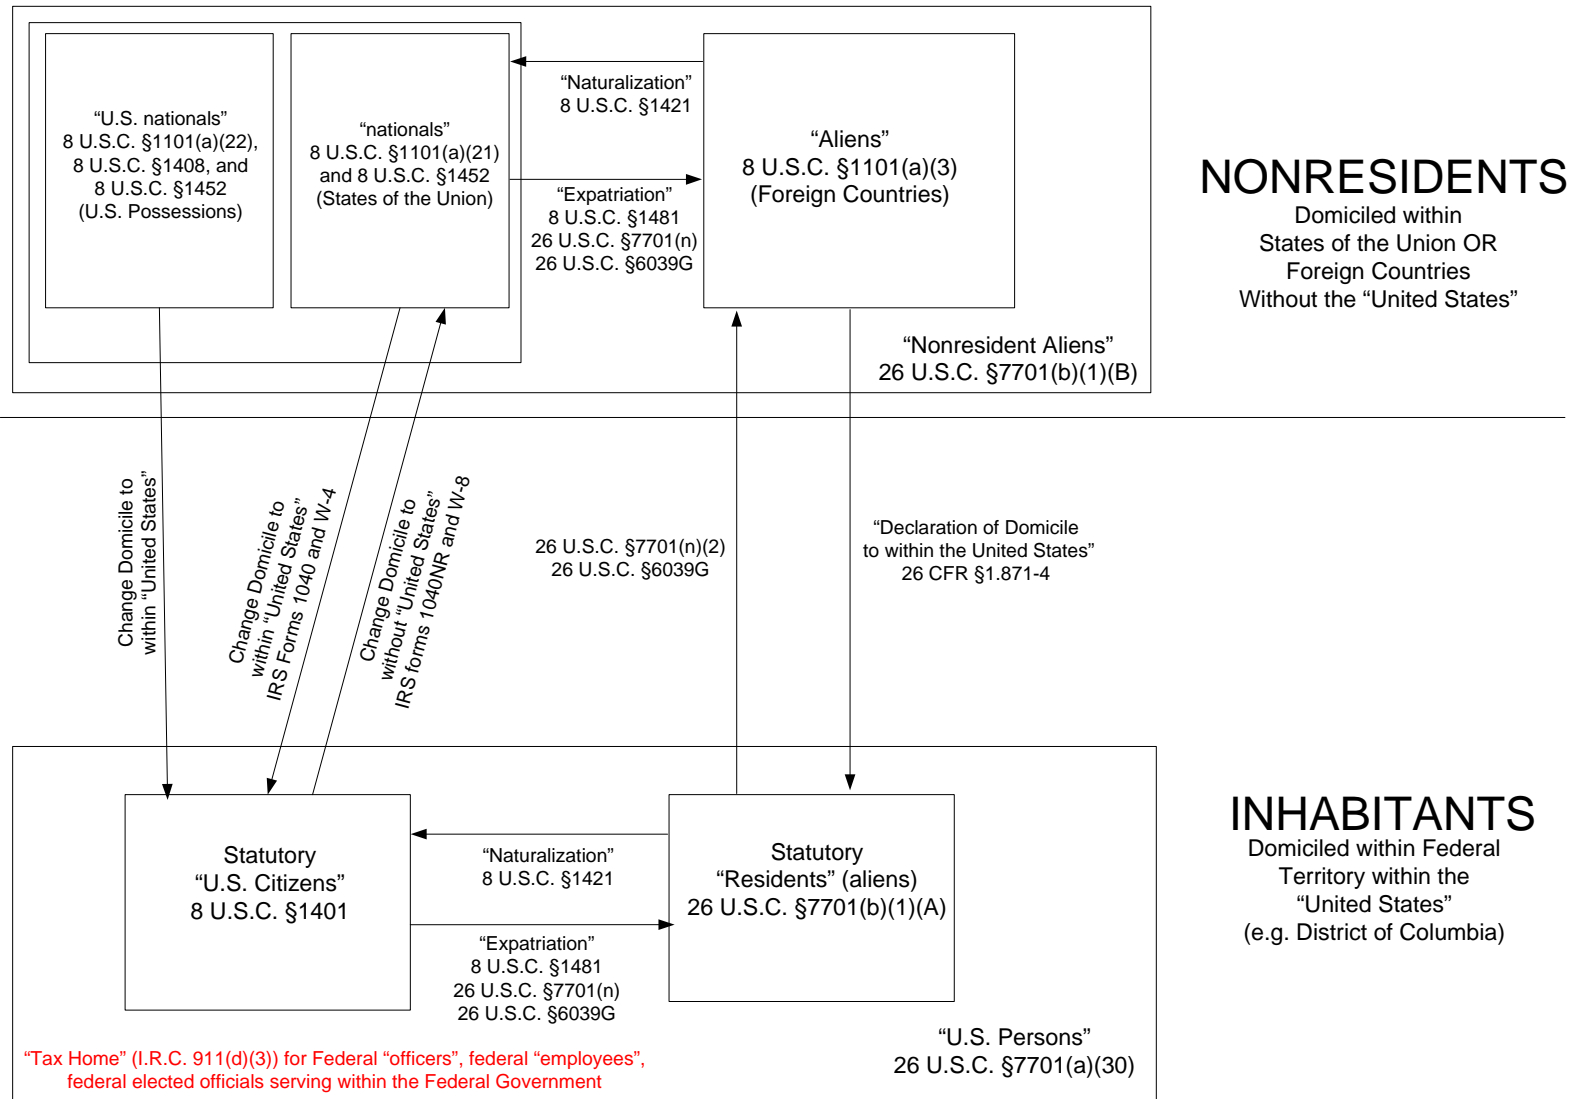 “U.S. nationals”
8 U.S.C. §1101(a)(22),
8 U.S.C. §1408, and
8 U.S.C. §1452
(U.S. Possessions)
“nationals”
8 U.S.C. §1101(a)(21)
and 8 U.S.C. §1452
(States of the Union)
“Naturalization”
8 U.S.C. §1421
“Expatriation”
8 U.S.C. §1481
26 U.S.C. §7701(n)
26 U.S.C. §6039G
“Aliens”
8 U.S.C. §1101(a)(3)
(Foreign Countries)
“Nonresident Aliens”
26 U.S.C. §7701(b)(1)(B)
NONRESIDENTS
Domiciled within
States of the Union OR
Foreign Countries
Without the “United States”
Change Domicile to
within “United States”
Change Domicile to
within “United States”
IRS Forms 1040 and W-4
Change Domicile to
without “United States”
IRS forms 1040NR and W-8
26 U.S.C. §7701(n)(2)
26 U.S.C. §6039G
“Declaration of Domicile
to within the United States”
26 CFR §1.871-4
Statutory
“U.S. Citizens”
8 U.S.C. §1401
“Naturalization”
8 U.S.C. §1421
“Expatriation”
8 U.S.C. §1481
26 U.S.C. §7701(n)
26 U.S.C. §6039G
Statutory
“Residents” (aliens)
26 U.S.C. §7701(b)(1)(A)
“U.S. Persons”
26 U.S.C. §7701(a)(30)
“Tax Home” (I.R.C. 911(d)(3)) for Federal “officers”, federal “employees”,
federal elected officials serving within the Federal Government
INHABITANTS
Domiciled within Federal
Territory within the
“United States”
(e.g. District of Columbia)